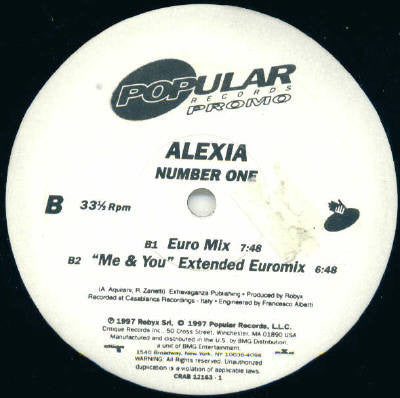 POPULAR
RECORDS
PROMO
ALEXIA
NUMBER ONE
B 33⅓ Rpm
B1 Euro Mix 7:48
B2 "Me & You" Extended Euromix 6:48
(A. Aquilani, R. Zanetti) Extravaganza Publishing • Produced by Robyx
Recorded at Casablanca Recordings - Italy • Engineered by Francesco Alberti
℗ 1997 Robyx Srl, © 1997 Popular Records, L.L.C.
Critique Records Inc., 50 Cross Street, Winchester, MA 01890 USA
Manufactured and distributed in the U.S. by BMG Distribution,
a unit of BMG Entertainment.
1540 Broadway, New York, NY 10036-4098
WARNING: All Rights Reserved. Unauthorized
duplication is a violation of applicable laws.
CRAB 12163 - 1